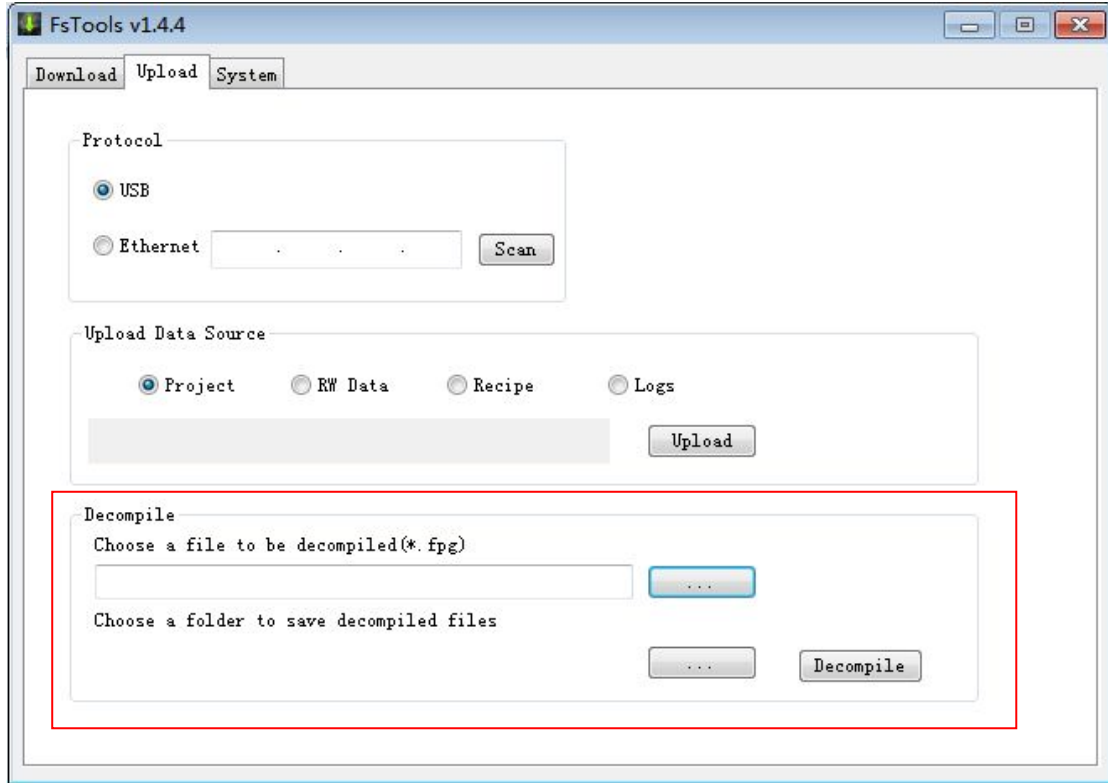 FsTools v1.4.4
Download Upload System
Protocol
USB
Ethernet . . . Scan
Upload Data Source
Project RW Data Recipe Logs
Upload
Decompile
Choose a file to be decompiled(*.fpg)
...
Choose a folder to save decompiled files
... Decompile